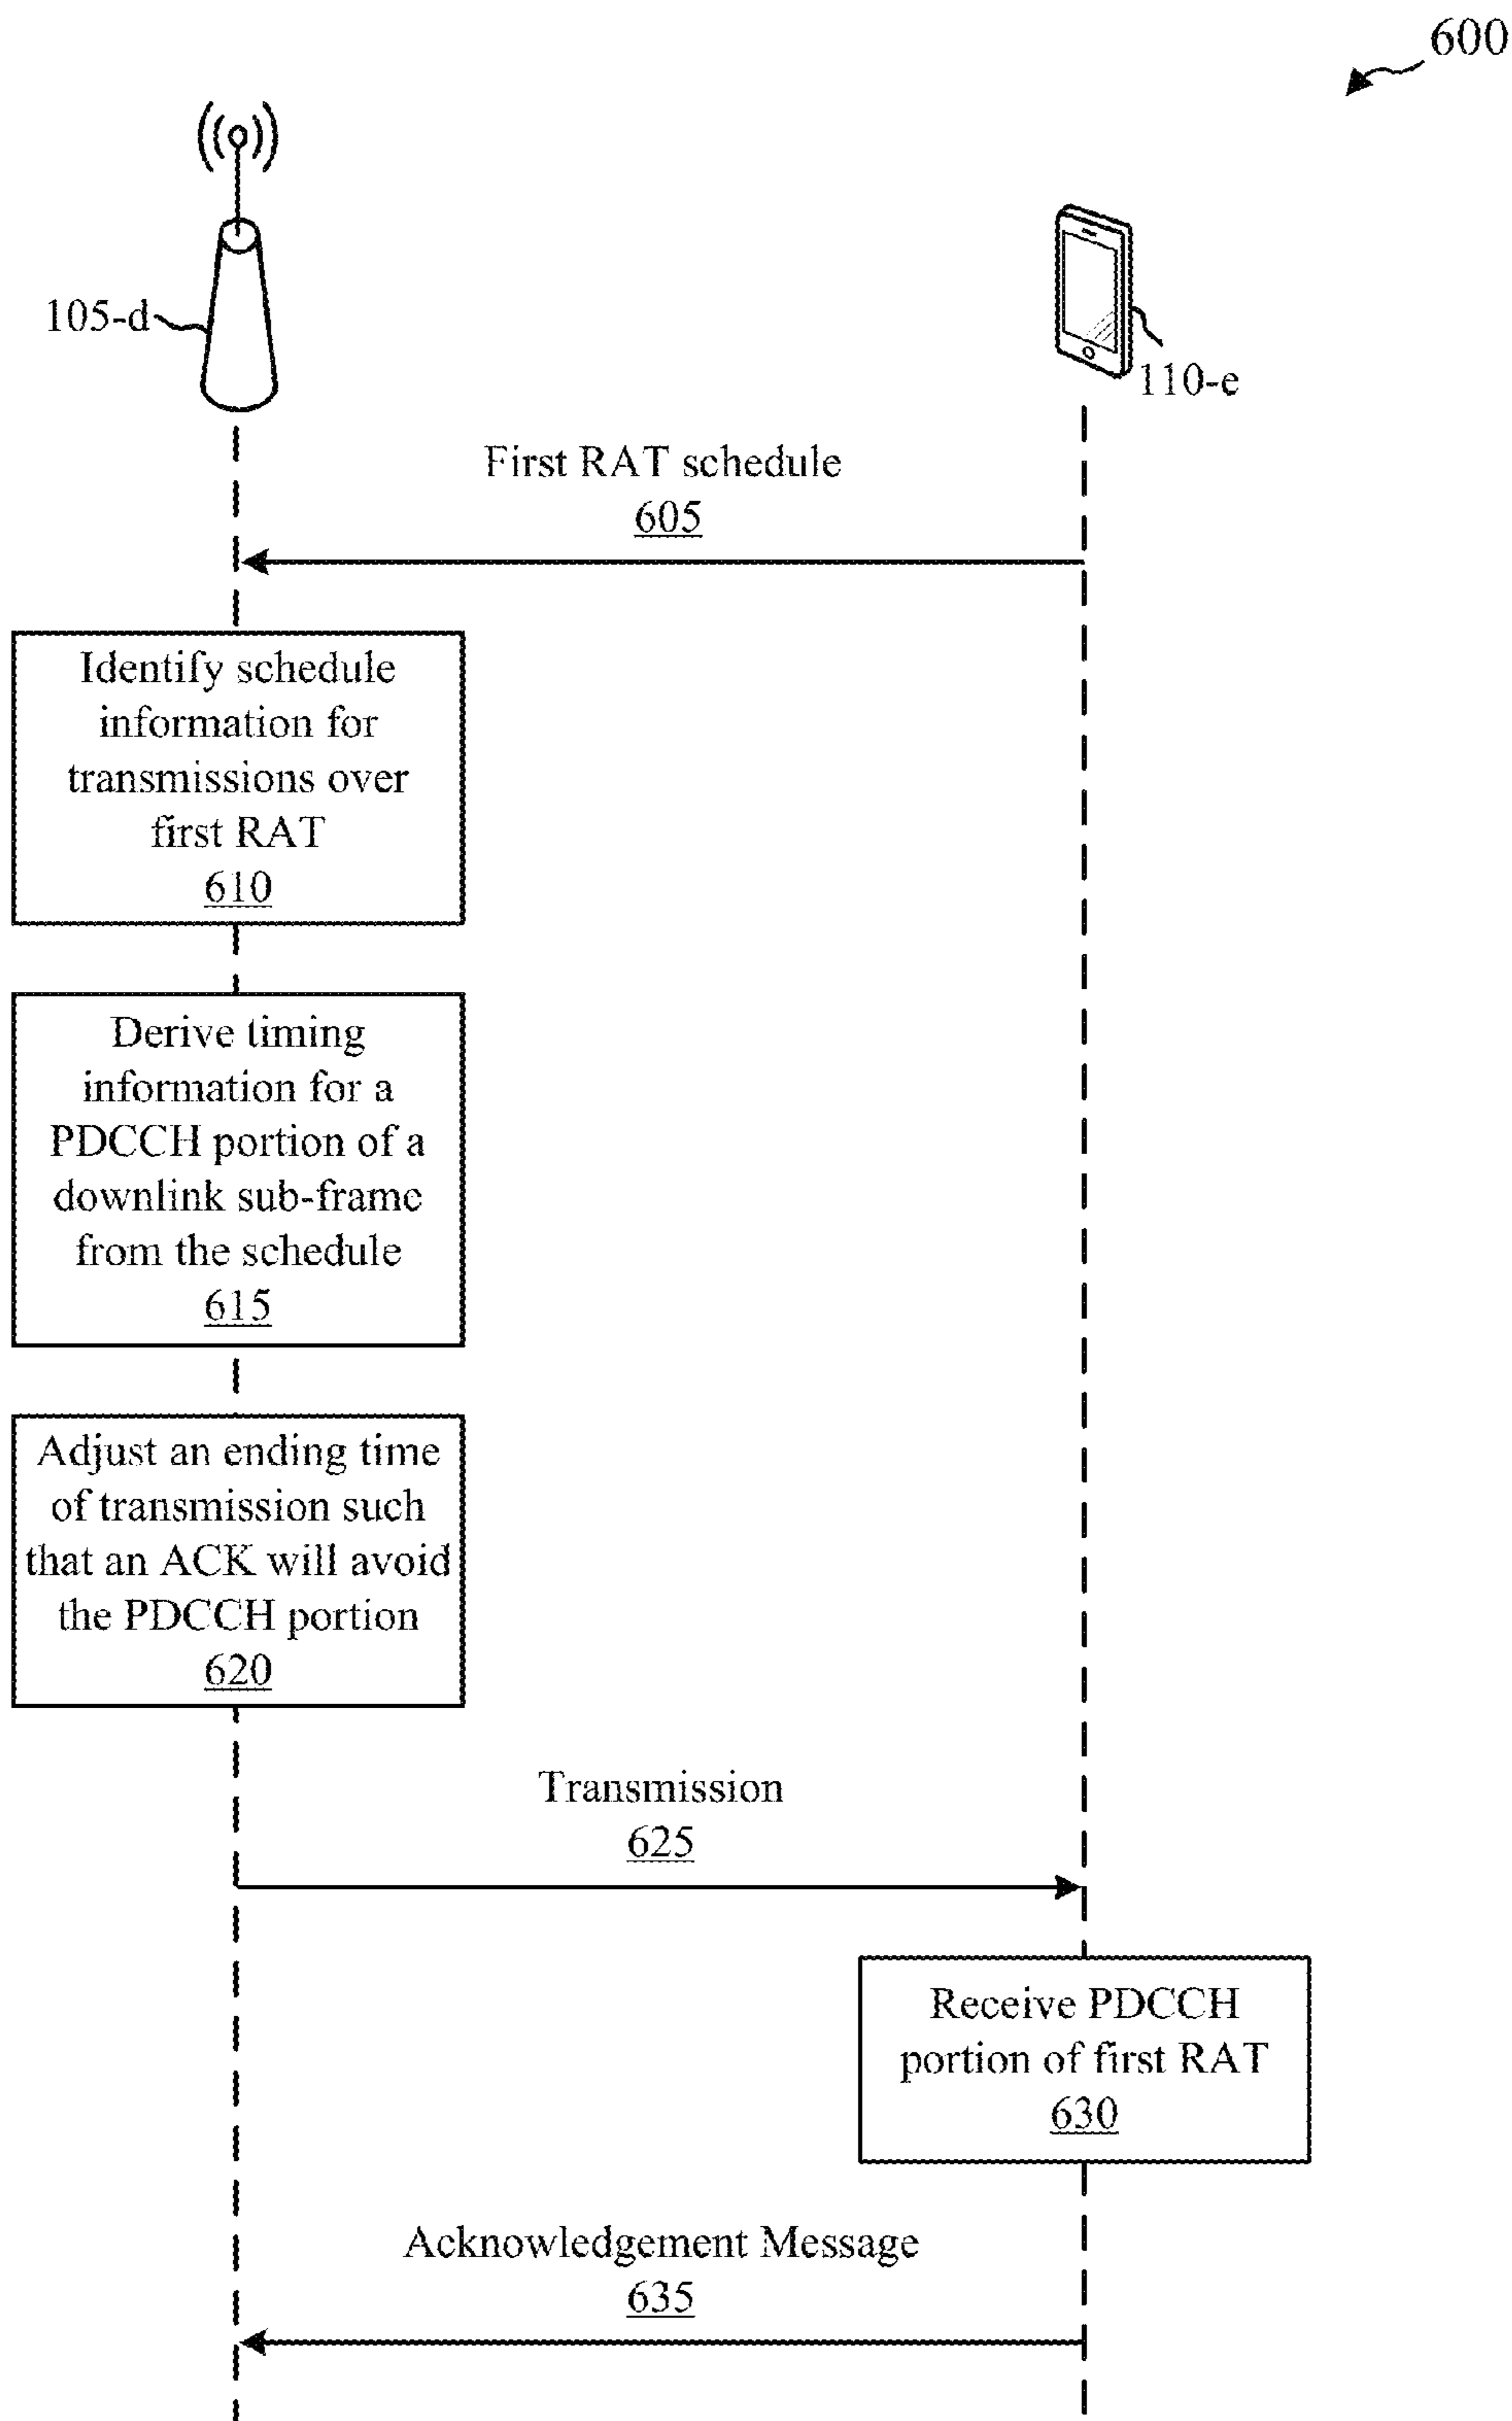 600
105-d
110-e
First RAT schedule
605
Identify schedule
information for
transmissions over
first RAT
610
Derive timing
information for a
PDCCH portion of a
downlink sub-frame
from the schedule
615
Adjust an ending time
of transmission such
that an ACK will avoid
the PDCCH portion
620
Transmission
625
Receive PDCCH
portion of first RAT
630
Acknowledgement Message
635